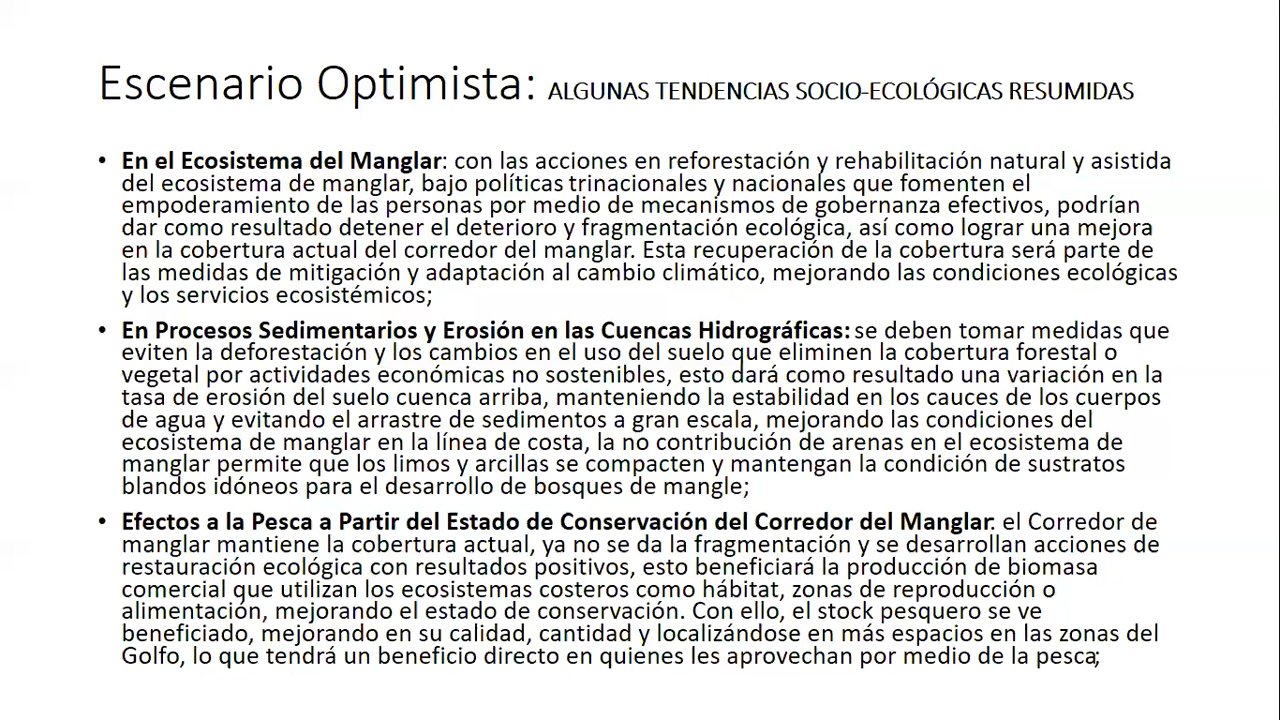 Escenario Optimista: ALGUNAS TENDENCIAS SOCIO-ECOLÓGICAS RESUMIDAS
• En el Ecosistema del Manglar: con las acciones en reforestación y rehabilitación natural y asistida
del ecosistema de manglar, bajo políticas trinacionales y nacionales que fomenten el
empoderamiento de las personas por medio de mecanismos de gobernanza efectivos, podrían
dar como resultado detener el deterioro y fragmentación ecológica, así como lograr una mejora
en la cobertura actual del corredor del manglar. Esta recuperación de la cobertura será parte de
las medidas de mitigación y adaptación al cambio climático, mejorando las condiciones ecológicas
y los servicios ecosistémicos;
• En Procesos Sedimentarios y Erosión en las Cuencas Hidrográficas: se deben tomar medidas que
eviten la deforestación y los cambios en el uso del suelo que eliminen la cobertura forestal o
vegetal por actividades económicas no sostenibles, esto dará como resultado una variación en la
tasa de erosión del suelo cuenca arriba, manteniendo la estabilidad en los cauces de los cuerpos
de agua y evitando el arrastre de sedimentos a gran escala, mejorando las condiciones del
ecosistema de manglar en la línea de costa, la no contribución de arenas en el ecosistema de
manglar permite que los limos y arcillas se compacten y mantengan la condición de sustratos
blandos idóneos para el desarrollo de bosques de mangle;
• Efectos a la Pesca a Partir del Estado de Conservación del Corredor del Manglar: el Corredor de
manglar mantiene la cobertura actual, ya no se da la fragmentación y se desarrollan acciones de
restauración ecológica con resultados positivos, esto beneficiará la producción de biomasa
comercial que utilizan los ecosistemas costeros como hábitat, zonas de reproducción o
alimentación, mejorando el estado de conservación. Con ello, el stock pesquero se ve
beneficiado, mejorando en su calidad, cantidad y localizándose en más espacios en las zonas del
Golfo, lo que tendrá un beneficio directo en quienes les aprovechan por medio de la pesca;